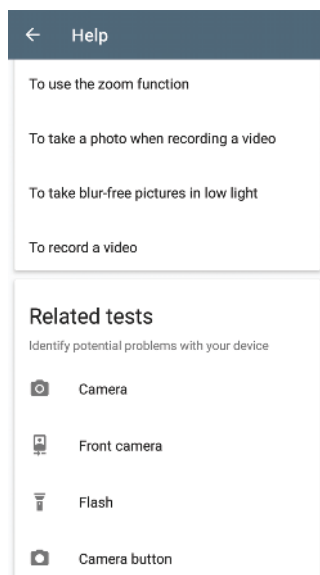 Help
To use the zoom function
To take a photo when recording a video
To take blur-free pictures in low light
To record a video
Related tests
Identify potential problems with your device
Camera
Front camera
Flash
Camera button